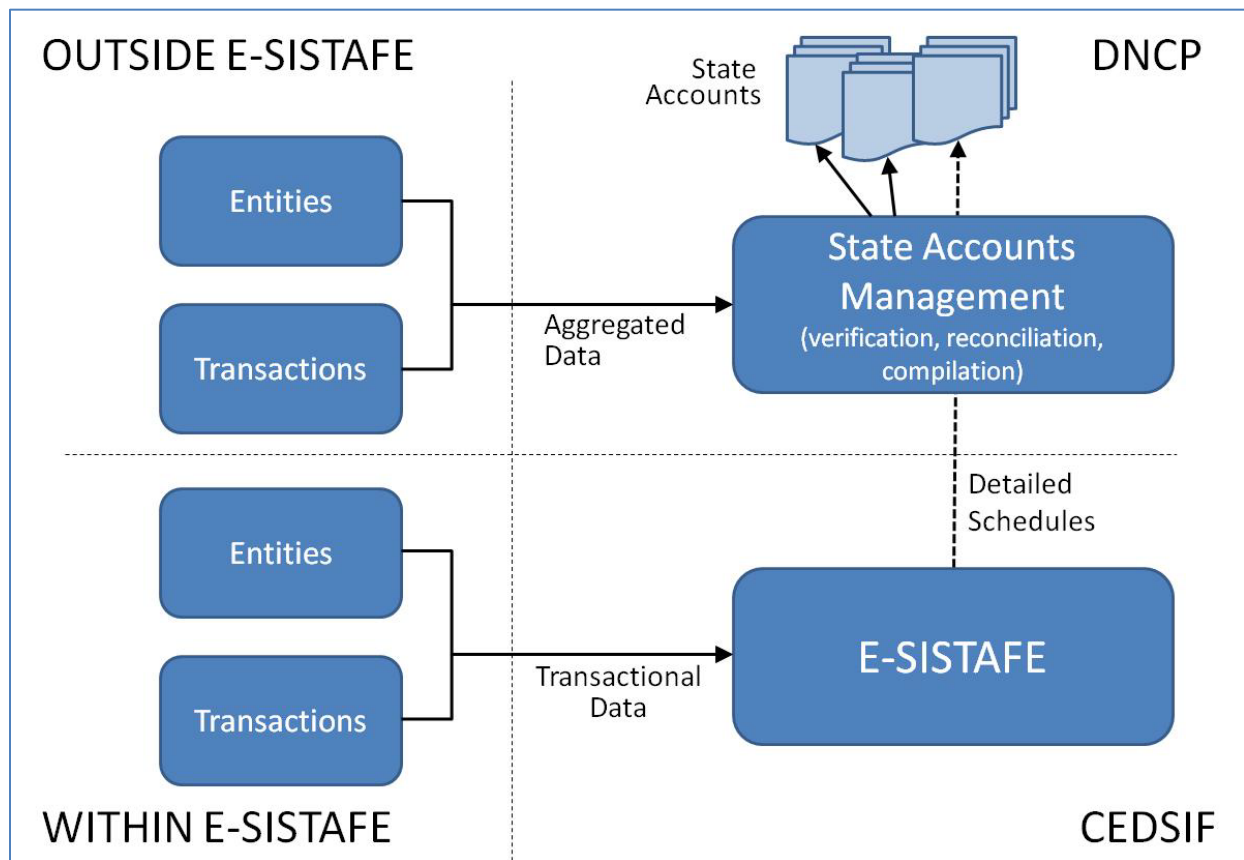 OUTSIDE E-SISTAFE
State
Accounts
DNCP
Entities
Transactions
Aggregated
Data
State Accounts
Management
(verification, reconciliation,
compilation)
Detailed
Schedules
Entities
Transactions
Transactional
Data
E-SISTAFE
WITHIN E-SISTAFE
CEDSIF